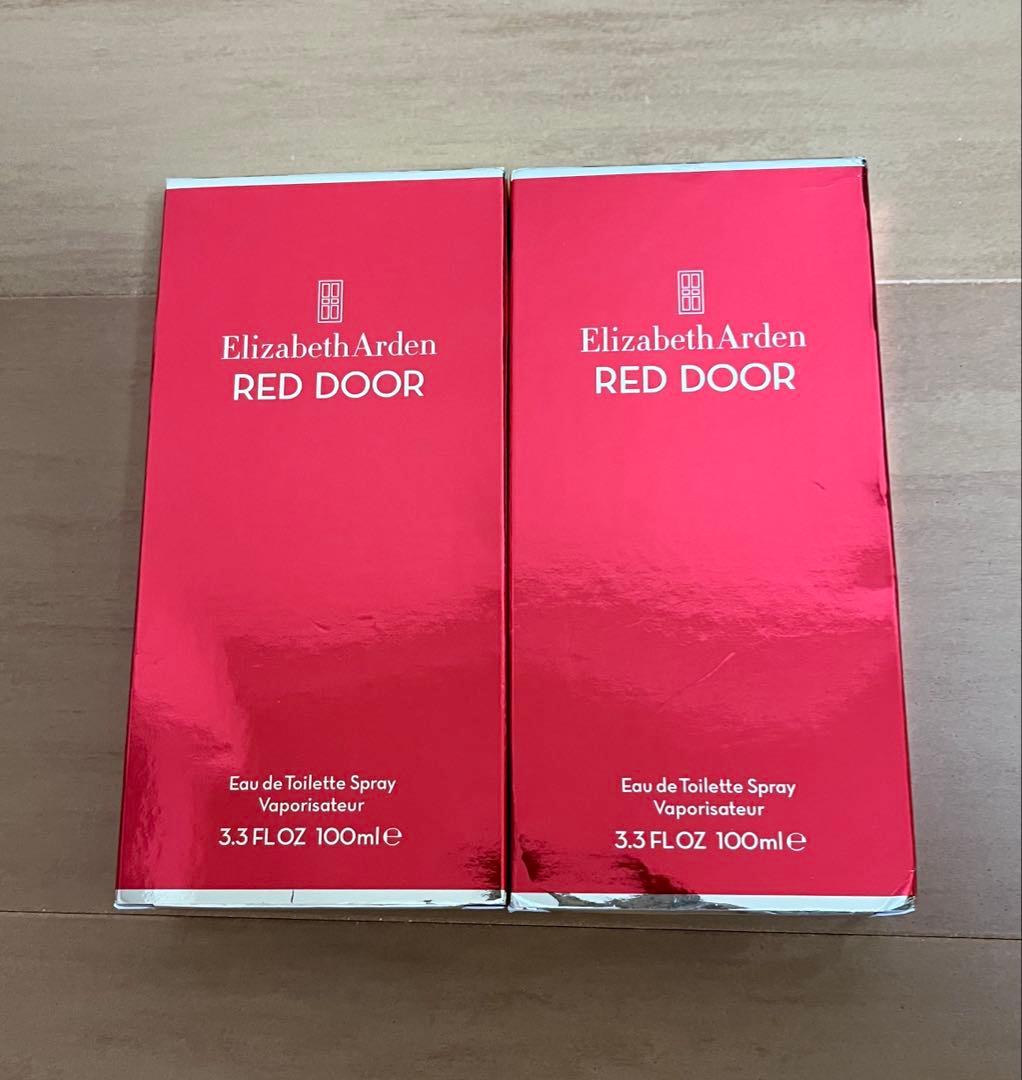 Elizabeth Arden
RED DOOR
Eau de Toilette Spray
Vaporisateur
3.3 FL OZ 100ml ℮
Elizabeth Arden
RED DOOR
Eau de Toilette Spray
Vaporisateur
3.3 FL OZ 100ml ℮